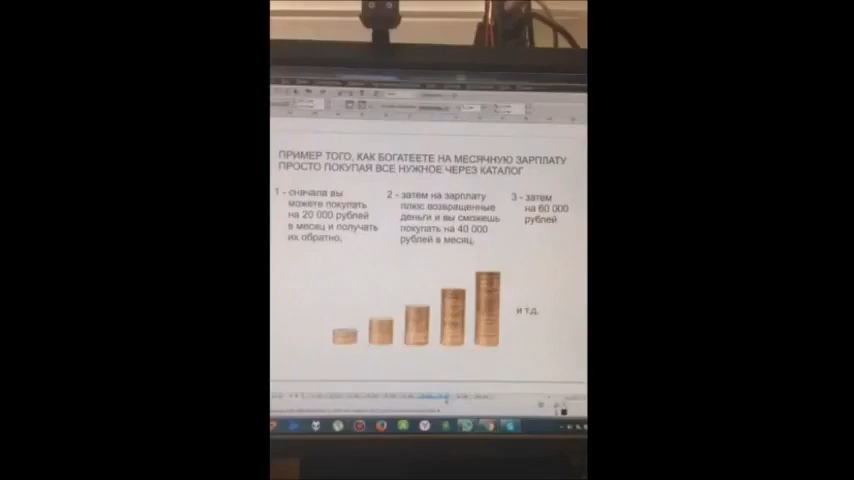 ПРИМЕР ТОГО, КАК БОГАТЕЕТЕ НА МЕСЯЧНУЮ ЗАРПЛАТУ
ПРОСТО ПОКУПАЯ ВСЕ НУЖНОЕ ЧЕРЕЗ КАТАЛОГ
1 - сначала вы
можете покупать
на 20 000 рублей
в месяц и получать
их обратно,
2 - затем на зарплату
плюс возвращенные
деньги и вы сможешь
покупать на 40 000
рублей в месяц,
3 - затем
на 60 000
рублей
и т.д.